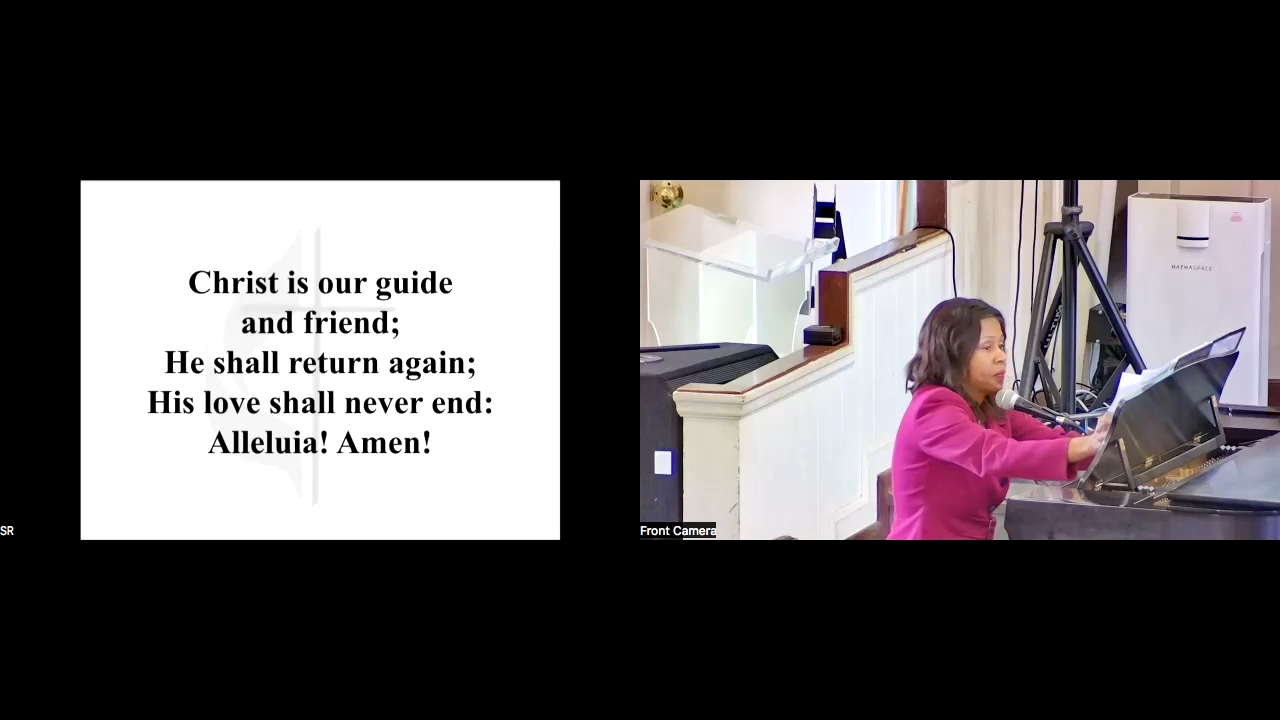 Christ is our guide
and friend;
He shall return again;
His love shall never end:
Alleluia! Amen!
SR
Front Camera
HATHASPACE